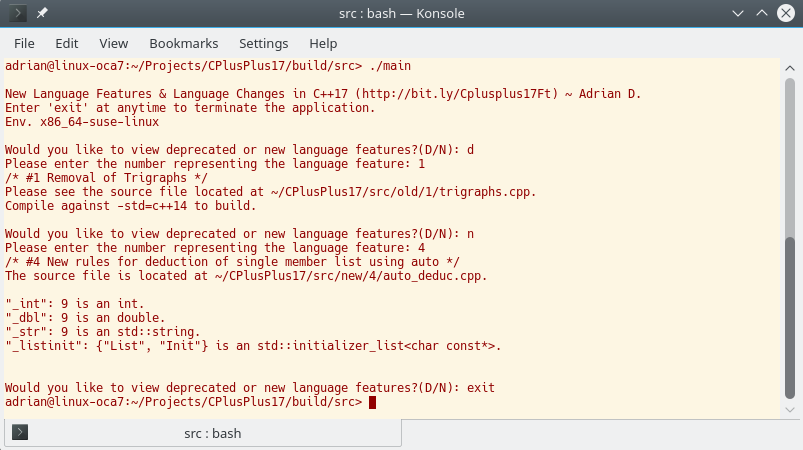 src : bash — Konsole
File Edit View Bookmarks Settings Help
adrian@linux-oca7:~/Projects/CPlusPlus17/build/src> ./main
New Language Features & Language Changes in C++17 (http://bit.ly/Cplusplus17Ft) ~ Adrian D.
Enter 'exit' at anytime to terminate the application.
Env. x86_64-suse-linux
Would you like to view deprecated or new language features?(D/N): d
Please enter the number representing the language feature: 1
/* #1 Removal of Trigraphs */
Please see the source file located at ~/CPlusPlus17/src/old/1/trigraphs.cpp.
Compile against -std=c++14 to build.
Would you like to view deprecated or new language features?(D/N): n
Please enter the number representing the language feature: 4
/* #4 New rules for deduction of single member list using auto */
The source file is located at ~/CPlusPlus17/src/new/4/auto_deduc.cpp.
"_int": 9 is an int.
"_dbl": 9 is an double.
"_str": 9 is an std::string.
"_listinit": {"List", "Init"} is an std::initializer_list<char const*>.
Would you like to view deprecated or new language features?(D/N): exit
adrian@linux-oca7:~/Projects/CPlusPlus17/build/src>
src : bash